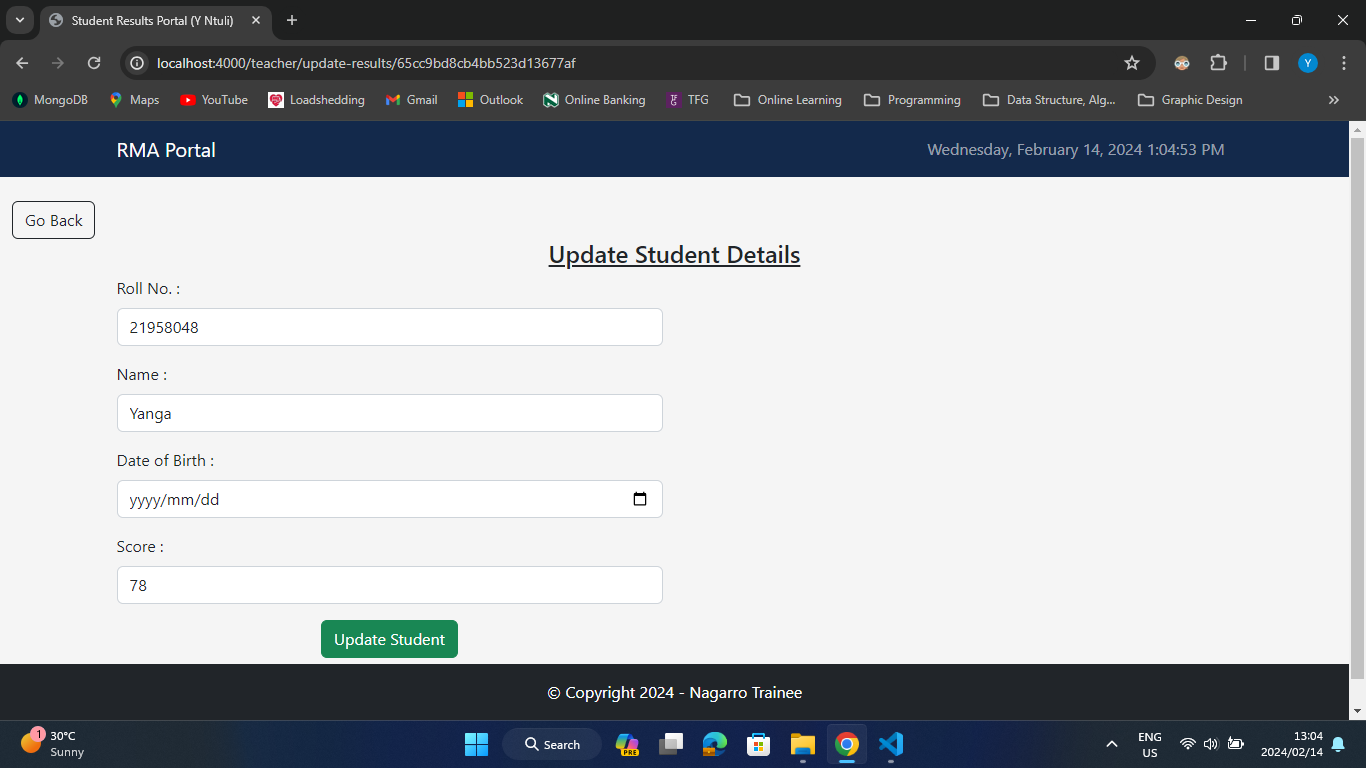 Student Results Portal (Y Ntuli)
localhost:4000/teacher/update-results/65cc9bd8cb4bb523d13677af
Y
MongoDB Maps YouTube Loadshedding Gmail Outlook Online Banking TFG Online Learning Programming Data Structure, Alg... Graphic Design
RMA Portal Wednesday, February 14, 2024 1:04:53 PM
Go Back
Update Student Details
Roll No. :
21958048
Name :
Yanga
Date of Birth :
yyyy/mm/dd
Score :
78
Update Student
© Copyright 2024 - Nagarro Trainee
1
30°C
Sunny
Search
PRE
ENG
US
13:04
2024/02/14